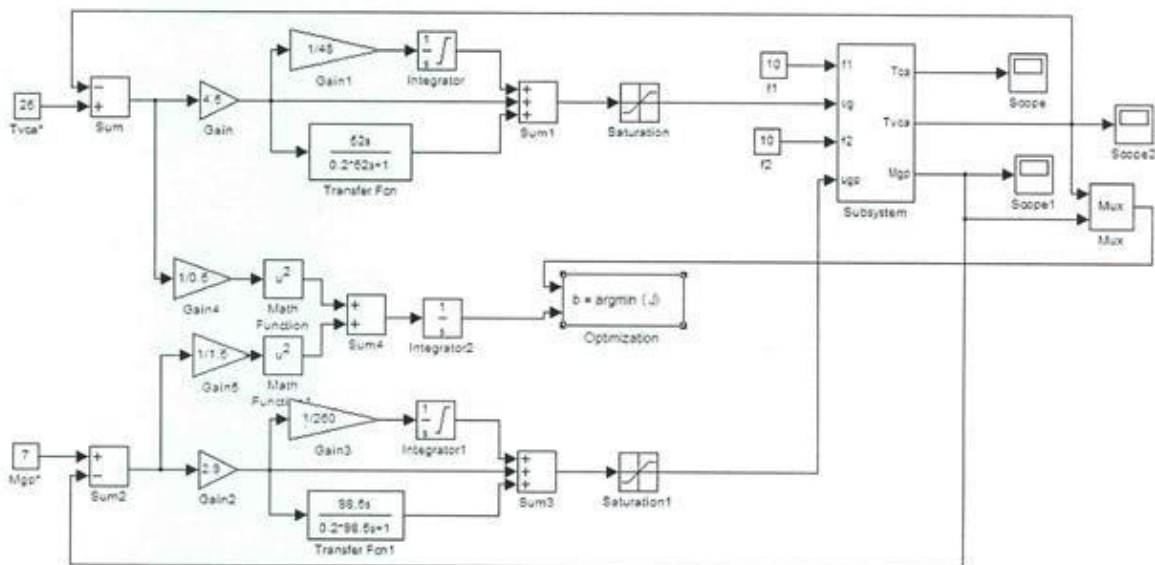 1/45
Gain1
1
s
Integrator
26
Tvca*
−
+
Sum
4.5
Gain
52s
0.2*52s+1
Transfer Fcn
+
+
+
Sum1
Saturation
10
f1
10
f2
f1
ug
f2
ugp
Tca
Tvca
Mgp
Subsystem
Scope
Scope2
Scope1
Mux
Mux
1/0.5
Gain4
u²
Math
Function
1/1.5
Gain5
u²
Math
+
+
Sum4
1
s
Integrator2
b = argmin (J)
Optimization
7
Mgp*
+
−
Sum2
2.9
Gain2
1/260
Gain3
1
s
Integrator1
98.5s
0.2*98.5s+1
Transfer Fcn1
+
+
+
Sum3
Saturation1